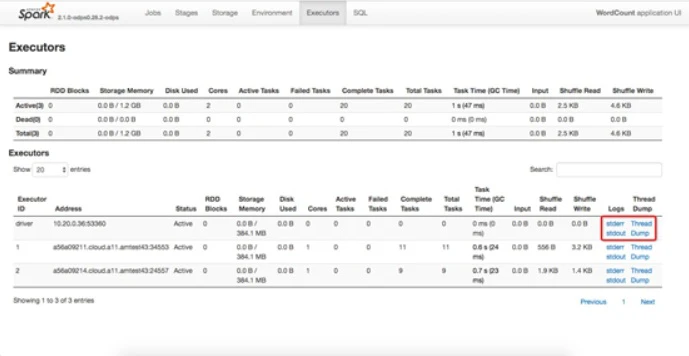 Spark 2.1.0-odps0.28.2-odps Jobs Stages Storage Environment Executors SQL WordCount application UI
Executors
Summary
RDD Blocks Storage Memory Disk Used Cores Active Tasks Failed Tasks Complete Tasks Total Tasks Task Time (GC Time) Input Shuffle Read Shuffle Write
Active(3) 0 0.0 B / 1.2 GB 0.0 B 2 0 0 20 20 1 s (47 ms) 0.0 B 2.5 KB 4.6 KB
Dead(0) 0 0.0 B / 0.0 B 0.0 B 0 0 0 0 0 0 ms (0 ms) 0.0 B 0.0 B 0.0 B
Total(3) 0 0.0 B / 1.2 GB 0.0 B 2 0 0 20 20 1 s (47 ms) 0.0 B 2.5 KB 4.6 KB
Executors
Show 20 entries Search:
Executor ID Address Status RDD Blocks Storage Memory Disk Used Cores Active Tasks Failed Tasks Complete Tasks Total Tasks Task Time (GC Time) Input Shuffle Read Shuffle Write Logs Thread Dump
driver 10.20.0.36:53360 Active 0 0.0 B / 384.1 MB 0.0 B 0 0 0 0 0 0 ms (0 ms) 0.0 B 0.0 B 0.0 B stderr stdout Thread Dump
1 a56a09211.cloud.a11.amtest43:34553 Active 0 0.0 B / 384.1 MB 0.0 B 1 0 0 11 11 0.6 s (24 ms) 0.0 B 556 B 3.2 KB stderr stdout Thread Dump
2 a56a09214.cloud.a11.amtest43:24557 Active 0 0.0 B / 384.1 MB 0.0 B 1 0 0 9 9 0.7 s (23 ms) 0.0 B 1.9 KB 1.4 KB stderr stdout Thread Dump
Showing 1 to 3 of 3 entries Previous 1 Next